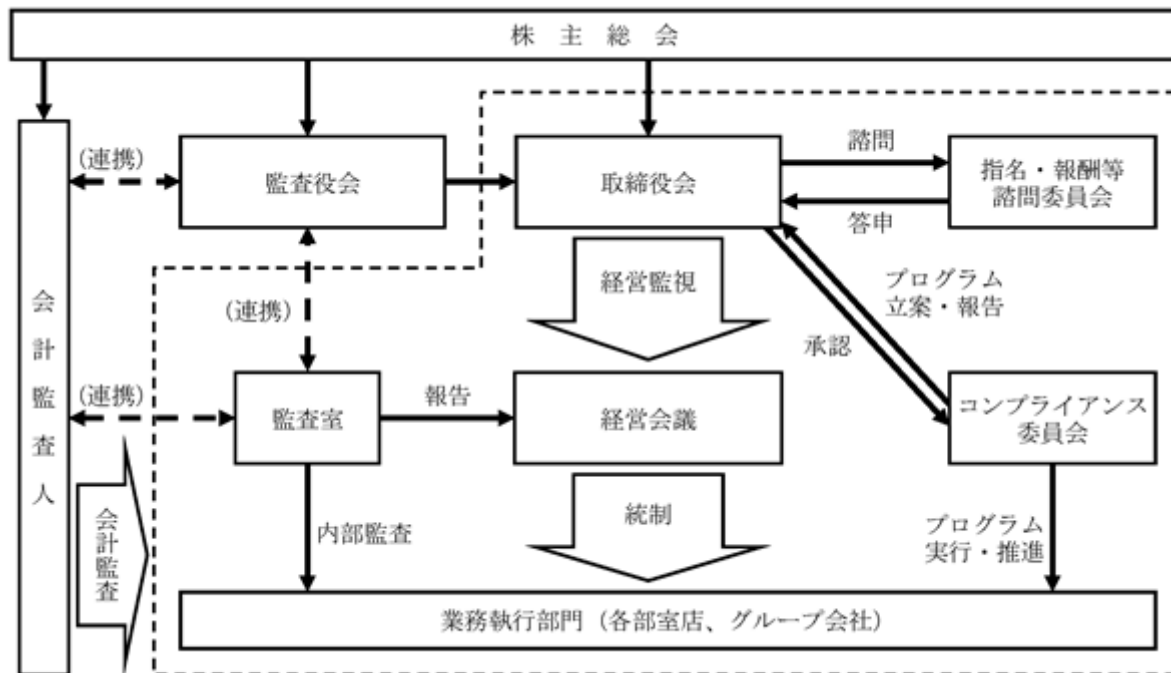 株 主 総 会
(連携)
監査役会
取締役会
諮問
答申
指名・報酬等
諮問委員会
会計監査人
(連携)
経営監視
プログラム
立案・報告
承認
(連携)
監査室
報告
経営会議
コンプライアンス
委員会
会計監査
内部監査
統制
プログラム
実行・推進
業務執行部門(各部室店、グループ会社)